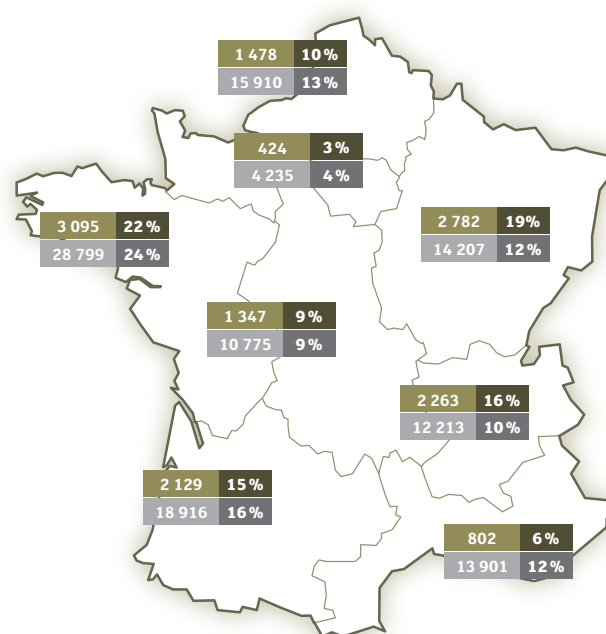 1 478 10 %
15 910 13 %
424 3 %
4 235 4 %
3 095 22 %
28 799 24 %
2 782 19 %
14 207 12 %
1 347 9 %
10 775 9 %
2 263 16 %
12 213 10 %
2 129 15 %
18 916 16 %
802 6 %
13 901 12 %